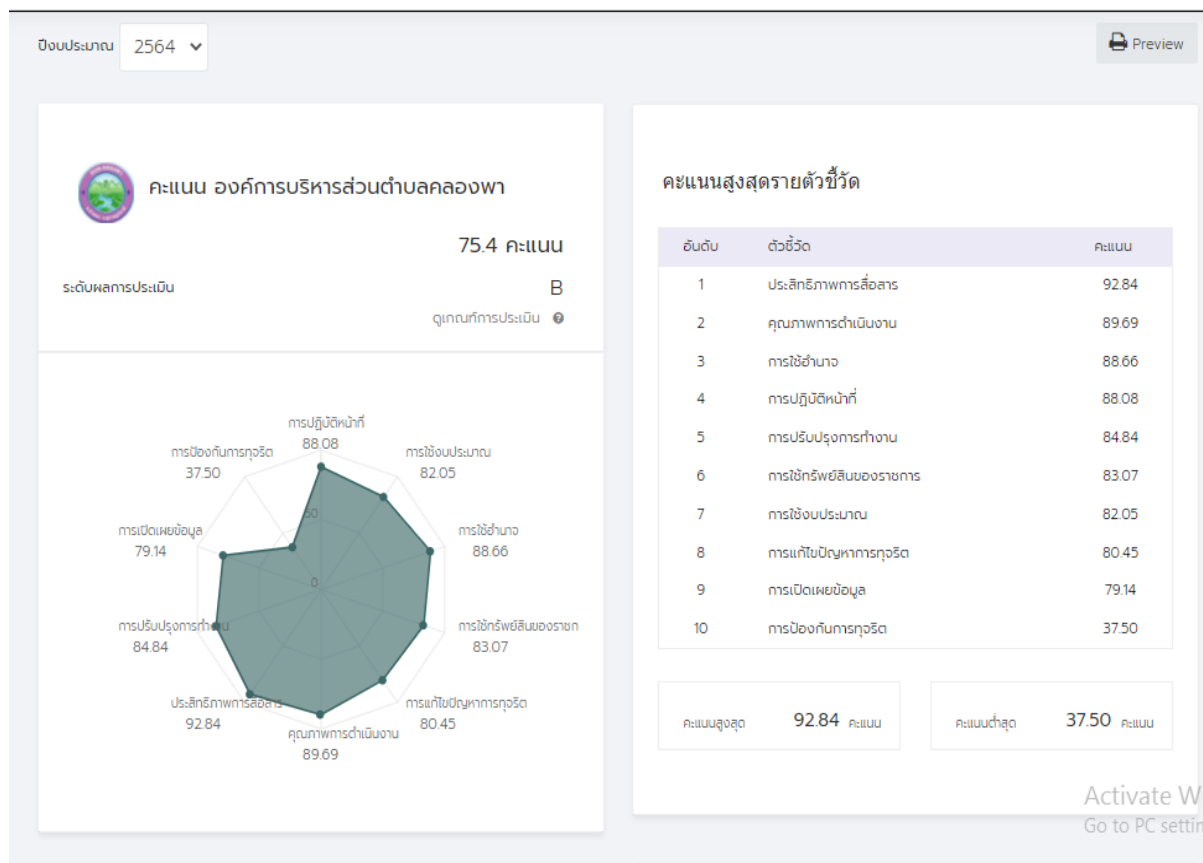 ปีงบประมาณ 2564
Preview
คะแนน องค์การบริหารส่วนตำบลคลองพา
75.4 คะแนน
ระดับผลการประเมิน B
ดูเกณฑ์การประเมิน
การปฏิบัติหน้าที่
88.08
การใช้งบประมาณ
82.05
การใช้อำนาจ
88.66
การใช้ทรัพย์สินของราชก
83.07
การแก้ไขปัญหาการทุจริต
80.45
คุณภาพการดำเนินงาน
89.69
ประสิทธิภาพการสื่อสาร
92.84
การปรับปรุงการทำงาน
84.84
การเปิดเผยข้อมูล
79.14
การป้องกันการทุจริต
37.50
50
0
คะแนนสูงสุดรายตัวชี้วัด
อันดับ ตัวชี้วัด คะแนน
1 ประสิทธิภาพการสื่อสาร 92.84
2 คุณภาพการดำเนินงาน 89.69
3 การใช้อำนาจ 88.66
4 การปฏิบัติหน้าที่ 88.08
5 การปรับปรุงการทำงาน 84.84
6 การใช้ทรัพย์สินของราชการ 83.07
7 การใช้งบประมาณ 82.05
8 การแก้ไขปัญหาการทุจริต 80.45
9 การเปิดเผยข้อมูล 79.14
10 การป้องกันการทุจริต 37.50
คะแนนสูงสุด 92.84 คะแนน
คะแนนต่ำสุด 37.50 คะแนน
Activate W
Go to PC settin